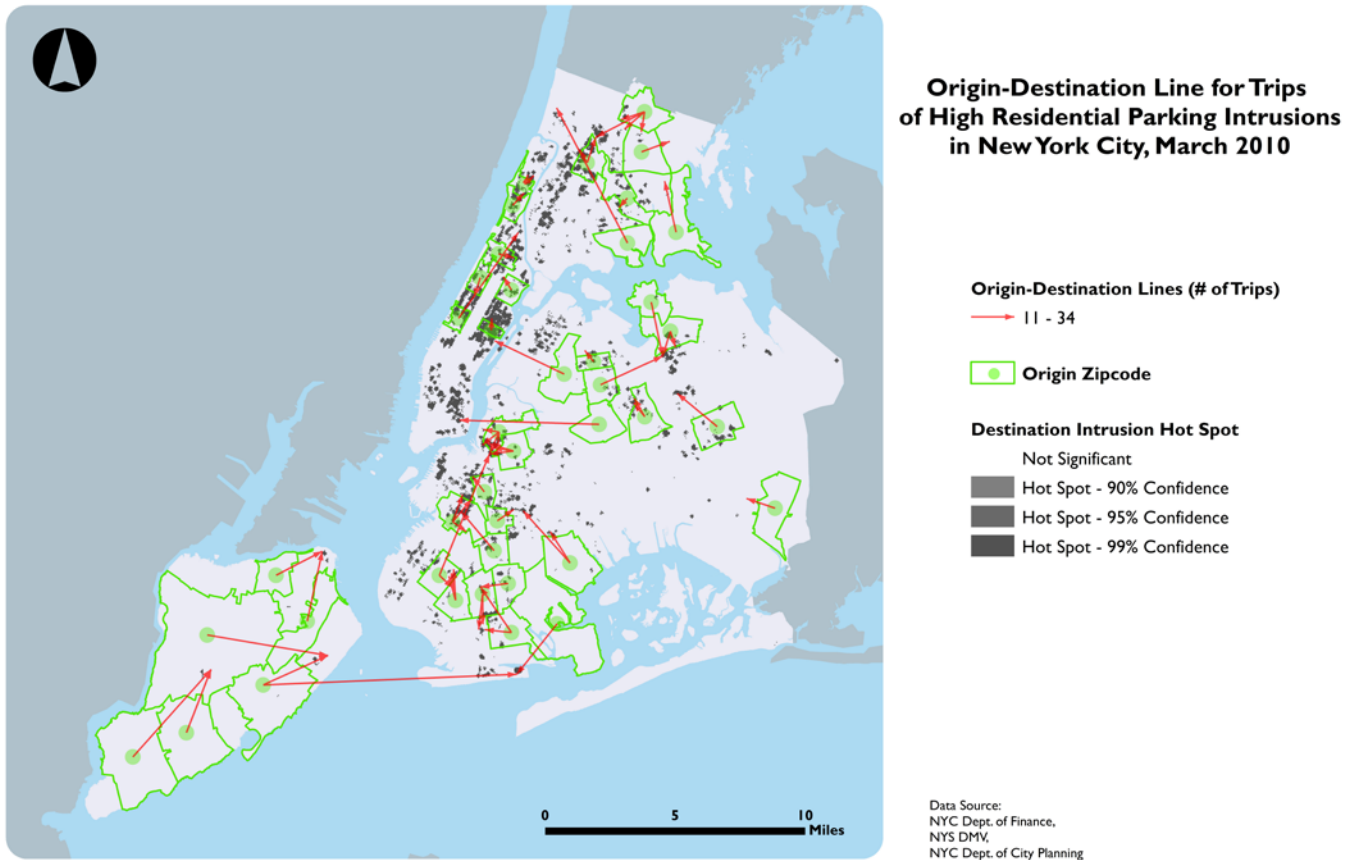 Origin-Destination Line for Trips
of High Residential Parking Intrusions
in New York City, March 2010
Origin-Destination Lines (# of Trips)
11 - 34
Origin Zipcode
Destination Intrusion Hot Spot
Not Significant
Hot Spot - 90% Confidence
Hot Spot - 95% Confidence
Hot Spot - 99% Confidence
0 5 10
Miles
Data Source:
NYC Dept. of Finance,
NYS DMV,
NYC Dept. of City Planning